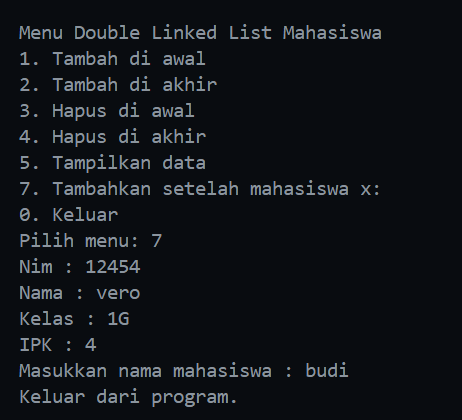 Menu Double Linked List Mahasiswa
1. Tambah di awal
2. Tambah di akhir
3. Hapus di awal
4. Hapus di akhir
5. Tampilkan data
7. Tambahkan setelah mahasiswa x:
0. Keluar
Pilih menu: 7
Nim : 12454
Nama : vero
Kelas : 1G
IPK : 4
Masukkan nama mahasiswa : budi
Keluar dari program.